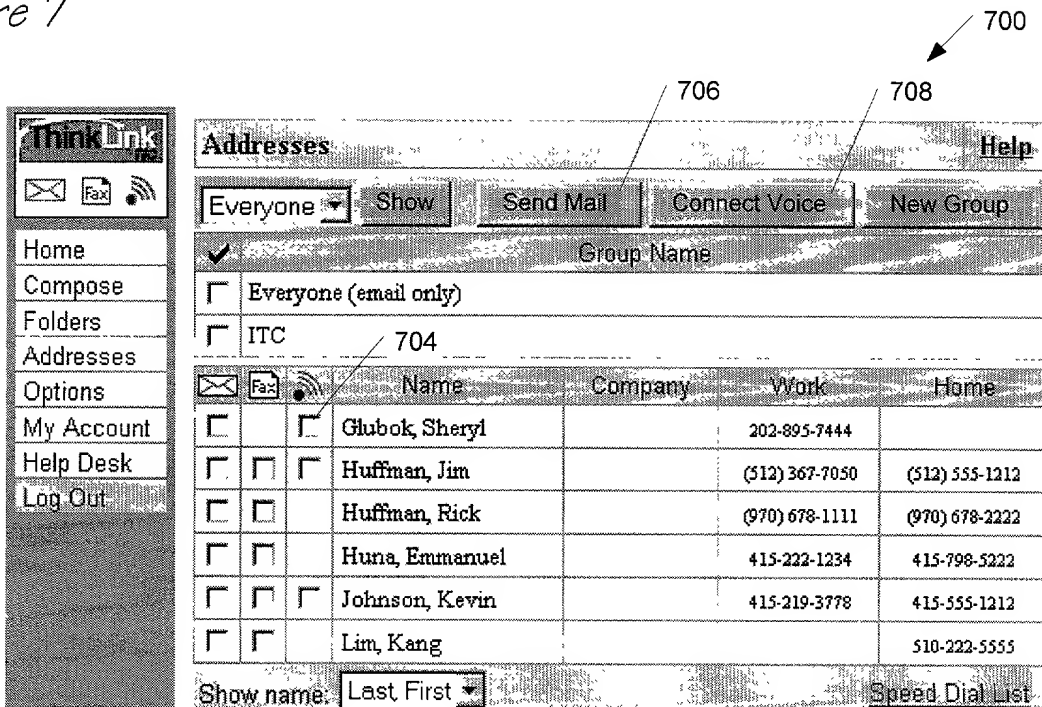 re 7
700
706 708
ThinkLink
Fax
Home
Compose
Folders
Addresses
Options
My Account
Help Desk
Log Out
Addresses Help
Everyone Show Send Mail Connect Voice New Group
Group Name
Everyone (email only)
ITC
704
Fax Name Company Work Home
Glubok, Sheryl 202-895-7444
Huffman, Jim (512) 367-7050 (512) 555-1212
Huffman, Rick (970) 678-1111 (970) 678-2222
Huna, Emmanuel 415-222-1234 415-798-5222
Johnson, Kevin 415-219-3778 415-555-1212
Lim, Kang 510-222-5555
Show name: Last, First Speed Dial List